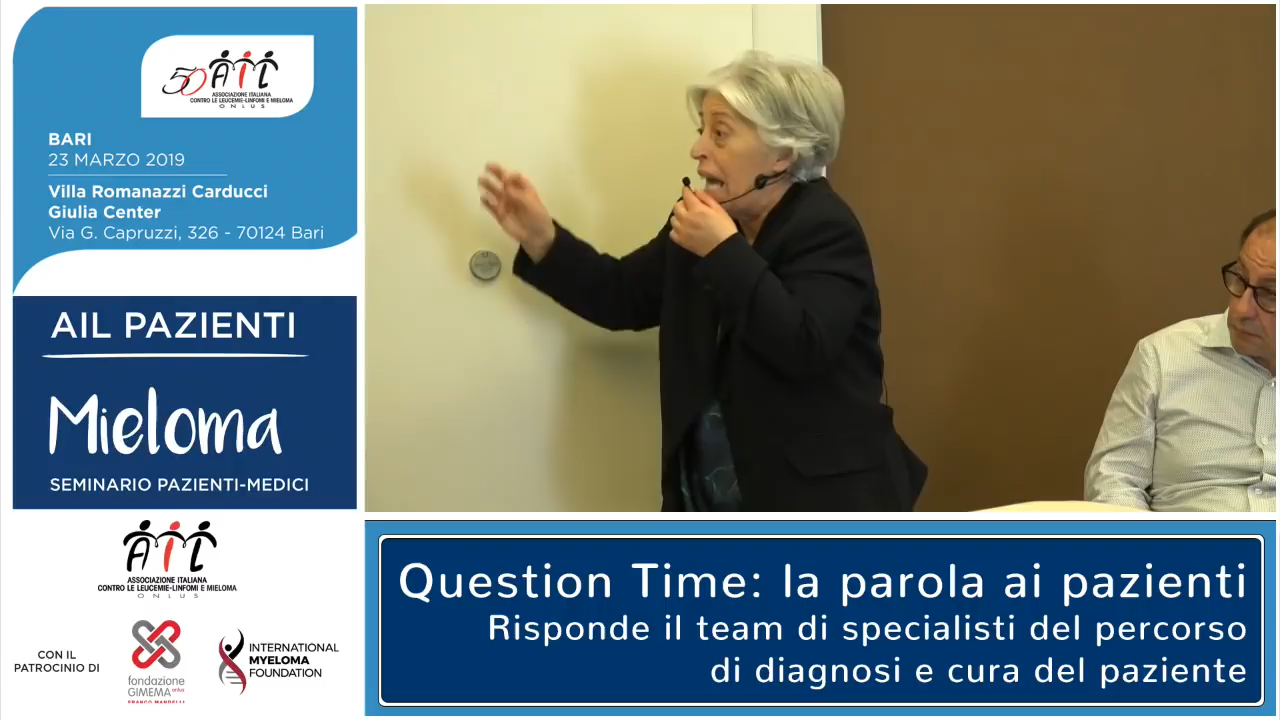 50 AIL
ASSOCIAZIONE ITALIANA
CONTRO LE LEUCEMIE-LINFOMI E MIELOMA
ONLUS
BARI
23 MARZO 2019
Villa Romanazzi Carducci
Giulia Center
Via G. Capruzzi, 326 - 70124 Bari
AIL PAZIENTI
Mieloma
SEMINARIO PAZIENTI-MEDICI
AIL
ASSOCIAZIONE ITALIANA
CONTRO LE LEUCEMIE-LINFOMI E MIELOMA
ONLUS
CON IL
PATROCINIO DI
fondazione
GIMEMA onlus
FRANCO MANDELLI
INTERNATIONAL
MYELOMA
FOUNDATION
Question Time: la parola ai pazienti
Risponde il team di specialisti del percorso
di diagnosi e cura del paziente